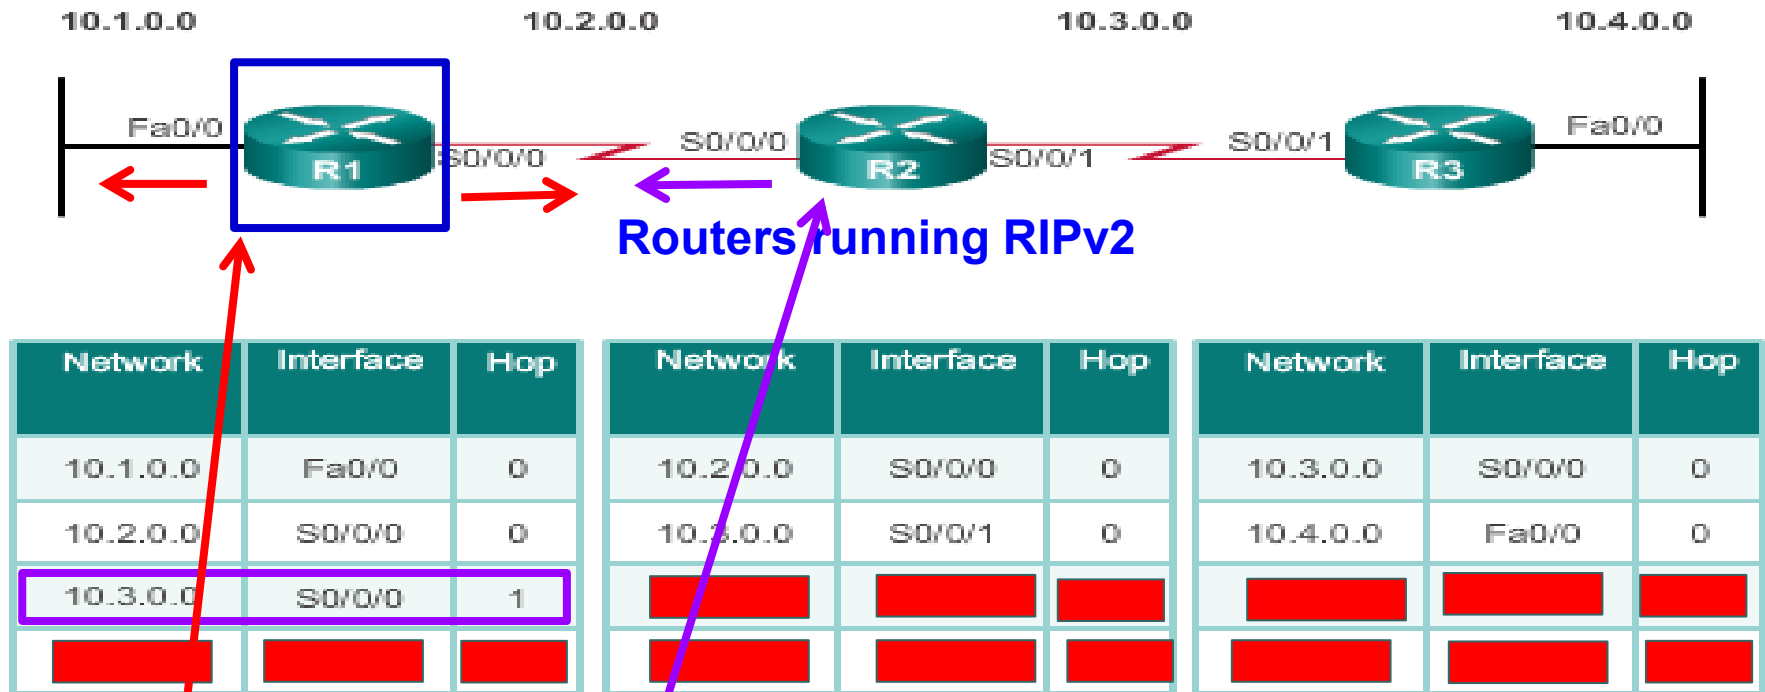 10.1.0.0 10.2.0.0 10.3.0.0 10.4.0.0
Fa0/0 S0/0/0 S0/0/0 S0/0/1 S0/0/1 Fa0/0
R1 R2 R3
Routers running RIPv2
Network Interface Hop Network Interface Hop Network Interface Hop
10.1.0.0 Fa0/0 0 10.2.0.0 S0/0/0 0 10.3.0.0 S0/0/0 0
10.2.0.0 S0/0/0 0 10.3.0.0 S0/0/1 0 10.4.0.0 Fa0/0 0
10.3.0.0 S0/0/0 1